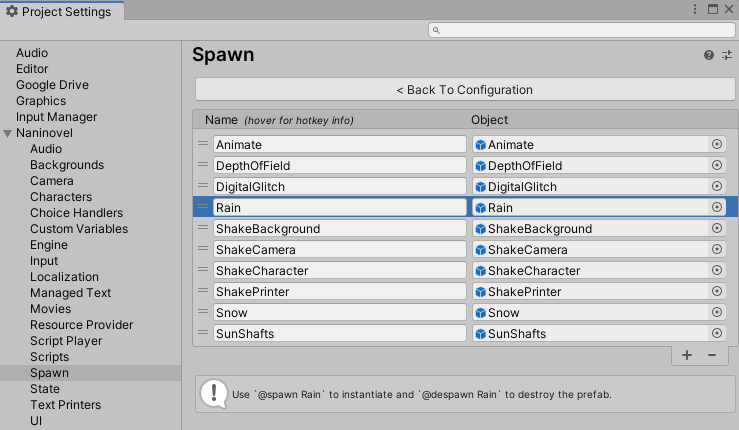 Project Settings
Audio
Editor
Google Drive
Graphics
Input Manager
Naninovel
Audio
Backgrounds
Camera
Characters
Choice Handlers
Custom Variables
Engine
Input
Localization
Managed Text
Movies
Resource Provider
Script Player
Scripts
Spawn
State
Text Printers
UI
Spawn
< Back To Configuration
Name (hover for hotkey info) Object
Animate Animate
DepthOfField DepthOfField
DigitalGlitch DigitalGlitch
Rain Rain
ShakeBackground ShakeBackground
ShakeCamera ShakeCamera
ShakeCharacter ShakeCharacter
ShakePrinter ShakePrinter
Snow Snow
SunShafts SunShafts
Use `@spawn Rain` to instantiate and `@despawn Rain` to destroy the prefab.